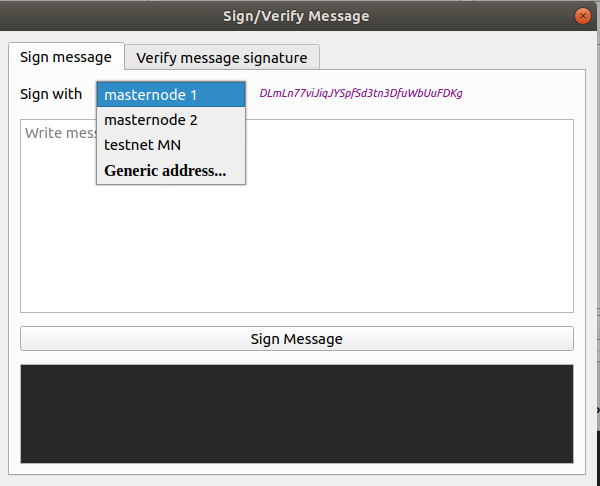 Sign/Verify Message
Sign message
Verify message signature
Sign with
masternode 1
DLmLn77viJiqJYSpfSd3tn3DfuWbUuFDKg
masternode 2
Write mess
testnet MN
Generic address...
Sign Message